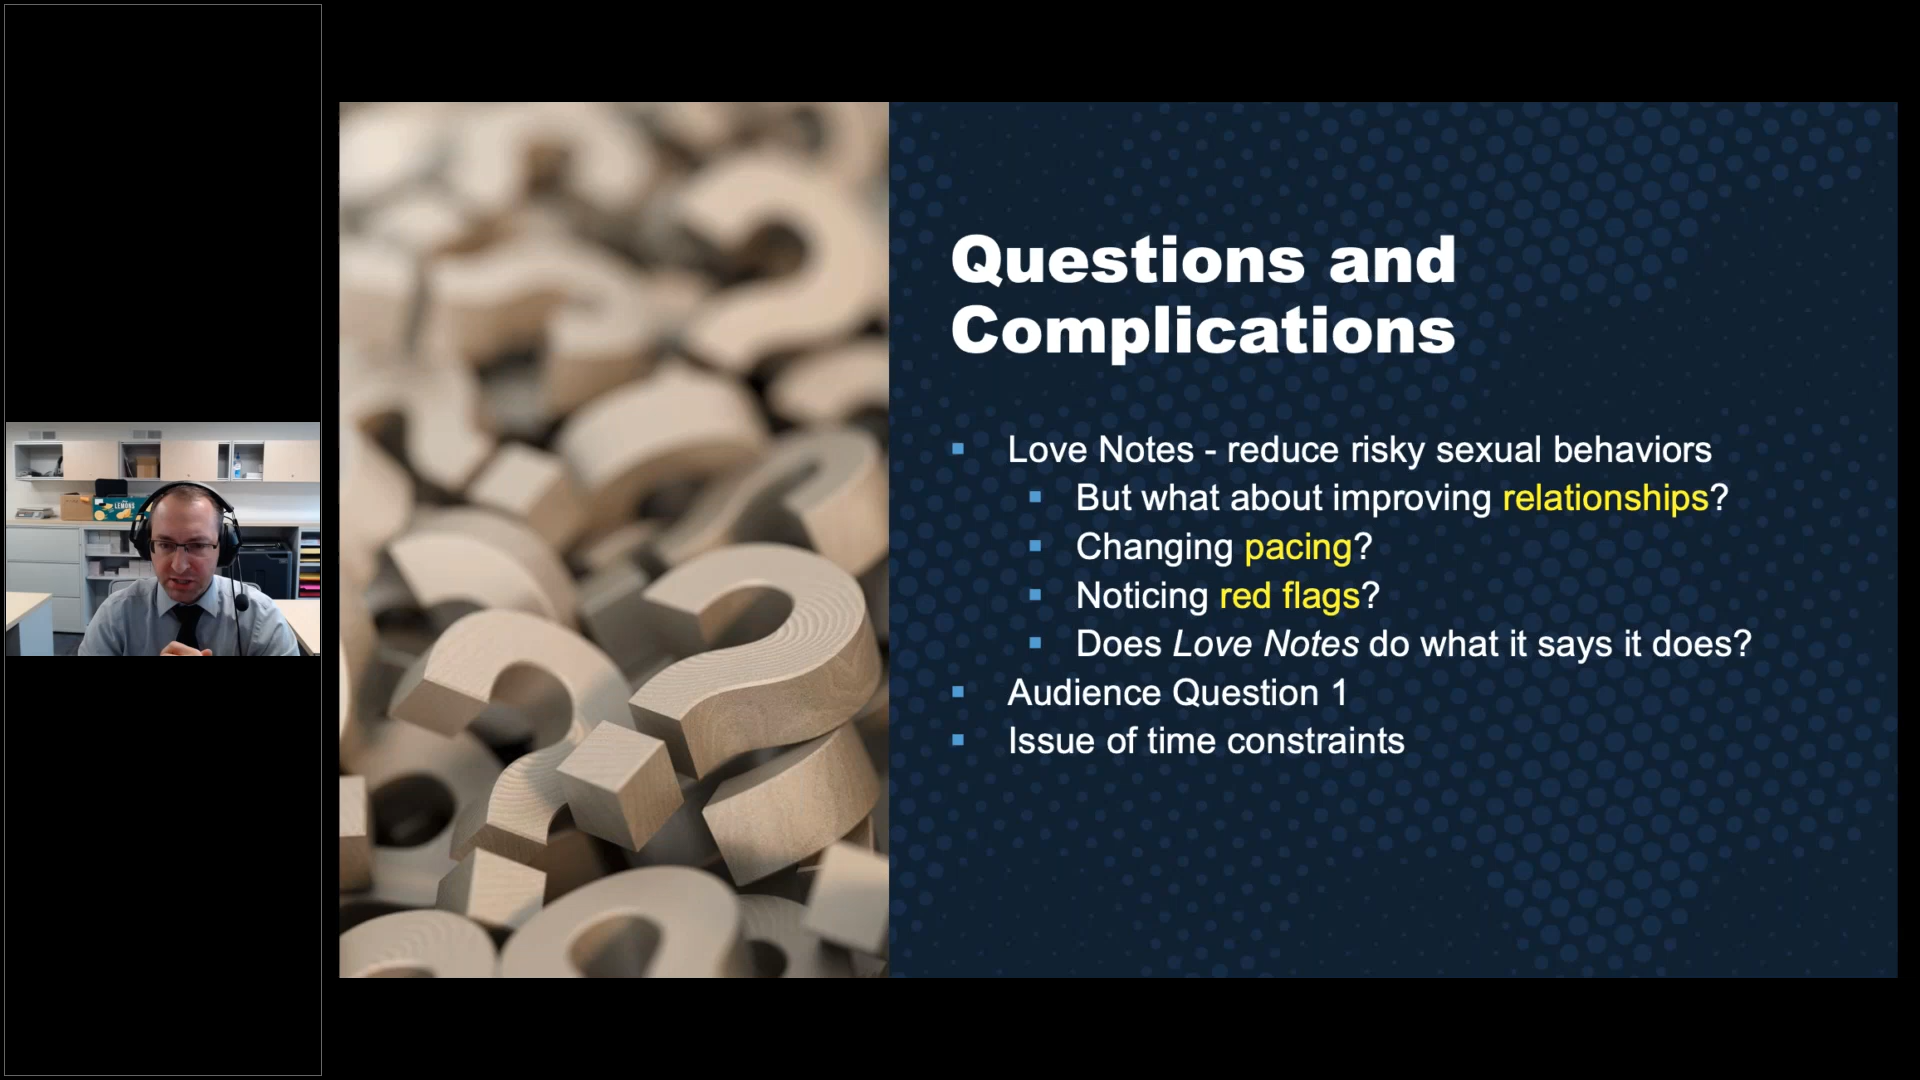 Questions and
Complications
Love Notes - reduce risky sexual behaviors
But what about improving relationships?
Changing pacing?
Noticing red flags?
Does Love Notes do what it says it does?
Audience Question 1
Issue of time constraints
LEMONS